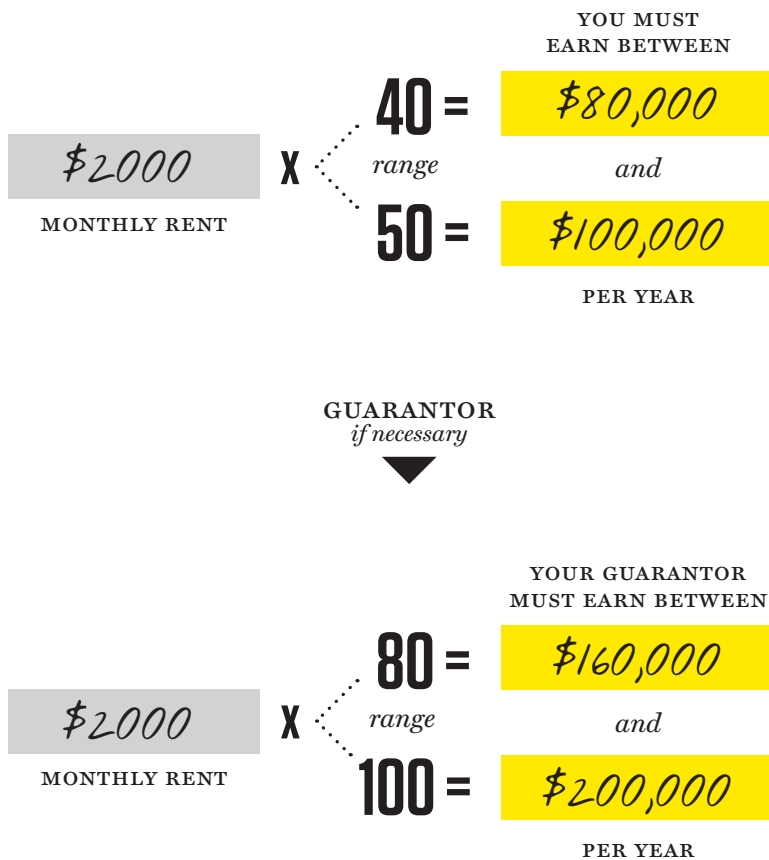 YOU MUST
EARN BETWEEN
40 = $80,000
$2000 X range and
MONTHLY RENT
50 = $100,000
PER YEAR
GUARANTOR
if necessary
YOUR GUARANTOR
MUST EARN BETWEEN
80 = $160,000
$2000 X range and
MONTHLY RENT
100 = $200,000
PER YEAR